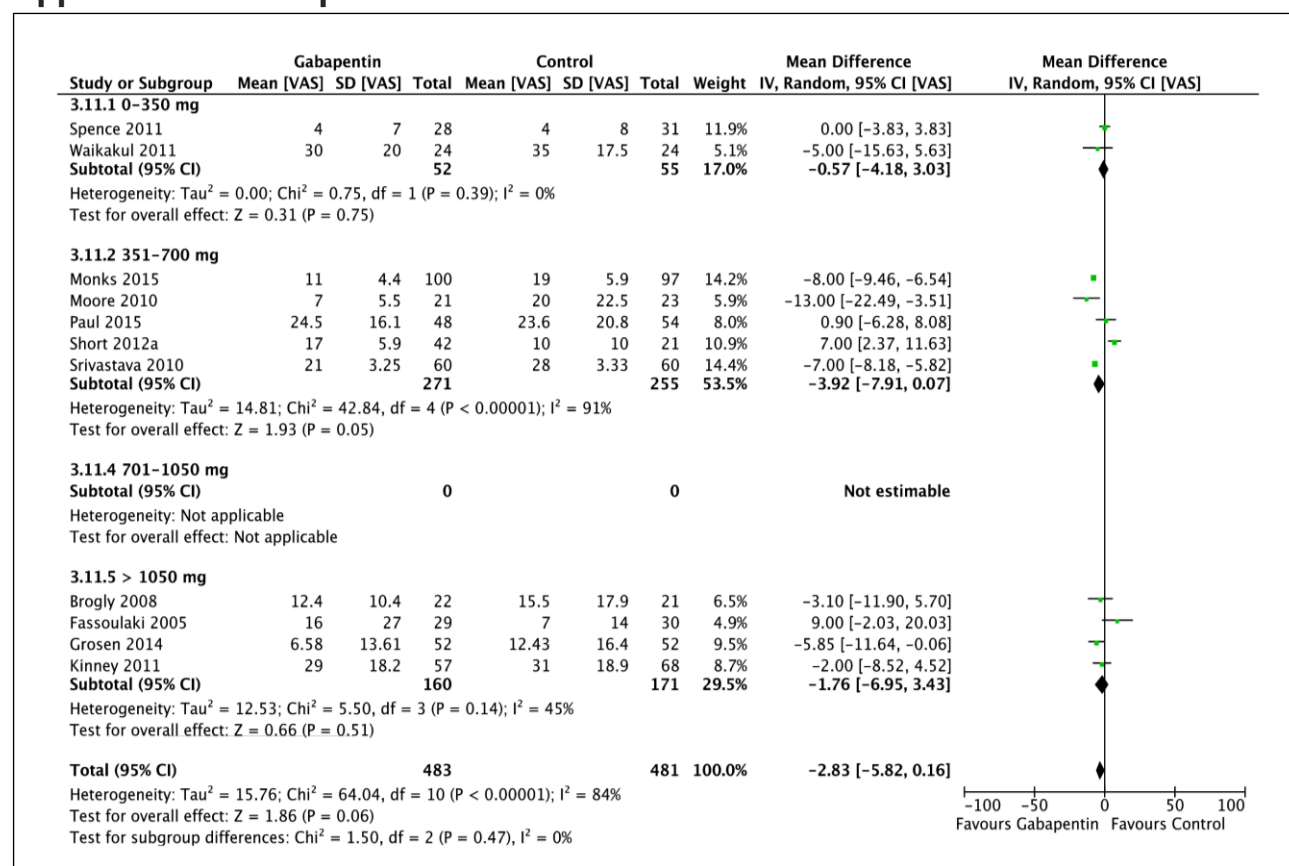 Gabapentin Control Mean Difference Mean Difference
Study or Subgroup Mean [VAS] SD [VAS] Total Mean [VAS] SD [VAS] Total Weight IV, Random, 95% CI [VAS] IV, Random, 95% CI [VAS]
3.11.1 0–350 mg
Spence 2011 4 7 28 4 8 31 11.9% 0.00 [-3.83, 3.83]
Waikakul 2011 30 20 24 35 17.5 24 5.1% -5.00 [-15.63, 5.63]
Subtotal (95% CI) 52 55 17.0% -0.57 [-4.18, 3.03]
Heterogeneity: Tau² = 0.00; Chi² = 0.75, df = 1 (P = 0.39); I² = 0%
Test for overall effect: Z = 0.31 (P = 0.75)
3.11.2 351–700 mg
Monks 2015 11 4.4 100 19 5.9 97 14.2% -8.00 [-9.46, -6.54]
Moore 2010 7 5.5 21 20 22.5 23 5.9% -13.00 [-22.49, -3.51]
Paul 2015 24.5 16.1 48 23.6 20.8 54 8.0% 0.90 [-6.28, 8.08]
Short 2012a 17 5.9 42 10 10 21 10.9% 7.00 [2.37, 11.63]
Srivastava 2010 21 3.25 60 28 3.33 60 14.4% -7.00 [-8.18, -5.82]
Subtotal (95% CI) 271 255 53.5% -3.92 [-7.91, 0.07]
Heterogeneity: Tau² = 14.81; Chi² = 42.84, df = 4 (P < 0.00001); I² = 91%
Test for overall effect: Z = 1.93 (P = 0.05)
3.11.4 701–1050 mg
Subtotal (95% CI) 0 0 Not estimable
Heterogeneity: Not applicable
Test for overall effect: Not applicable
3.11.5 > 1050 mg
Brogly 2008 12.4 10.4 22 15.5 17.9 21 6.5% -3.10 [-11.90, 5.70]
Fassoulaki 2005 16 27 29 7 14 30 4.9% 9.00 [-2.03, 20.03]
Grosen 2014 6.58 13.61 52 12.43 16.4 52 9.5% -5.85 [-11.64, -0.06]
Kinney 2011 29 18.2 57 31 18.9 68 8.7% -2.00 [-8.52, 4.52]
Subtotal (95% CI) 160 171 29.5% -1.76 [-6.95, 3.43]
Heterogeneity: Tau² = 12.53; Chi² = 5.50, df = 3 (P = 0.14); I² = 45%
Test for overall effect: Z = 0.66 (P = 0.51)
Total (95% CI) 483 481 100.0% -2.83 [-5.82, 0.16]
Heterogeneity: Tau² = 15.76; Chi² = 64.04, df = 10 (P < 0.00001); I² = 84%
Test for overall effect: Z = 1.86 (P = 0.06)
Test for subgroup differences: Chi² = 1.50, df = 2 (P = 0.47), I² = 0%
-100 -50 0 50 100
Favours Gabapentin Favours Control